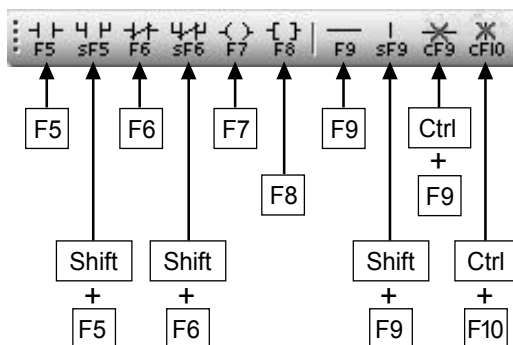 F5 sF5 F6 sF6 F7 F8 F9 sF9 cF9 cF10
F5 F6 F7 F9 Ctrl
+
F8 F9
Shift Shift Shift Ctrl
+ + + +
F5 F6 F9 F10